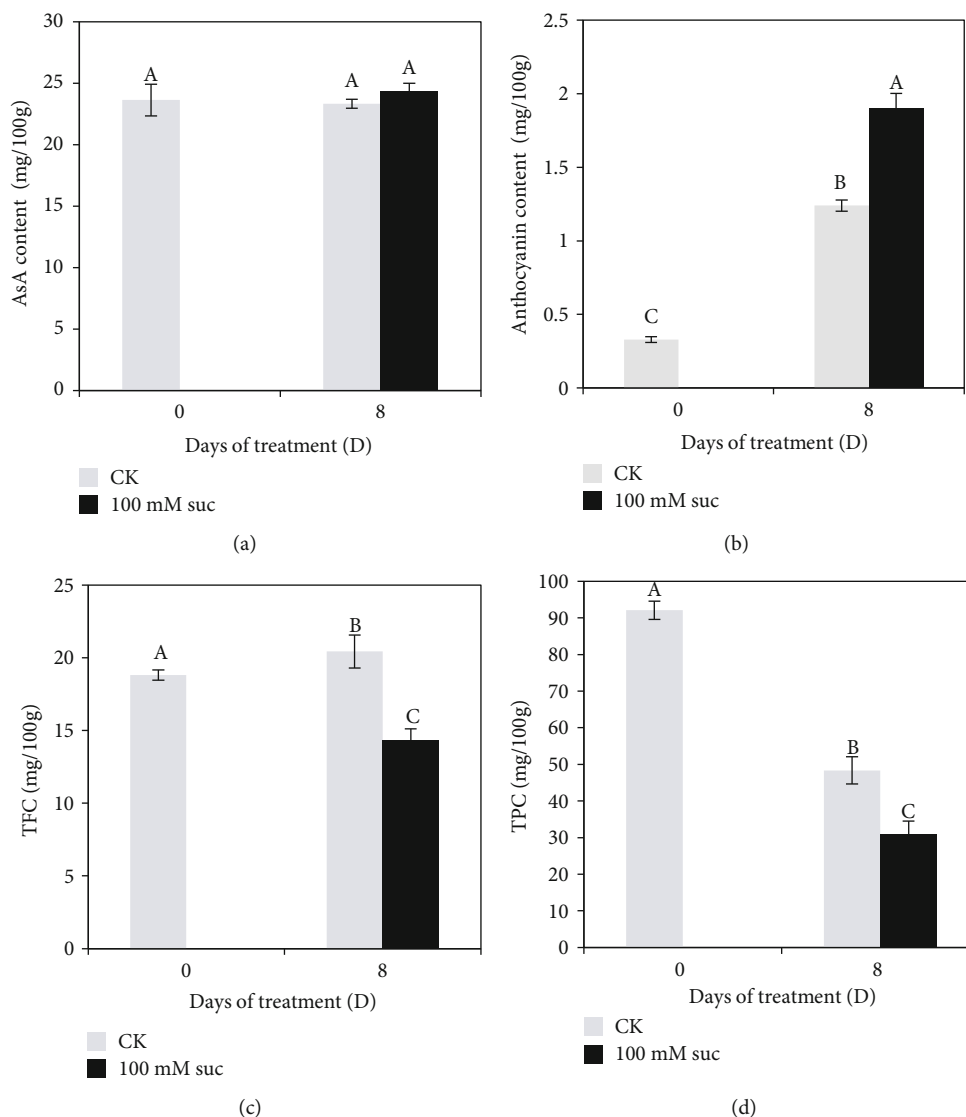 30
25
20
15
10
5
0
AsA content (mg/100g)
A
A
A
0
8
Days of treatment (D)
CK
100 mM suc
(a)
2.5
2
1.5
1
0.5
0
Anthocyanin content (mg/100g)
C
B
A
0
8
Days of treatment (D)
CK
100 mM suc
(b)
25
20
15
10
5
0
TFC (mg/100g)
A
B
C
0
8
Days of treatment (D)
CK
100 mM suc
(c)
100
90
80
70
60
50
40
30
20
10
0
TPC (mg/100g)
A
B
C
0
8
Days of treatment (D)
CK
100 mM suc
(d)